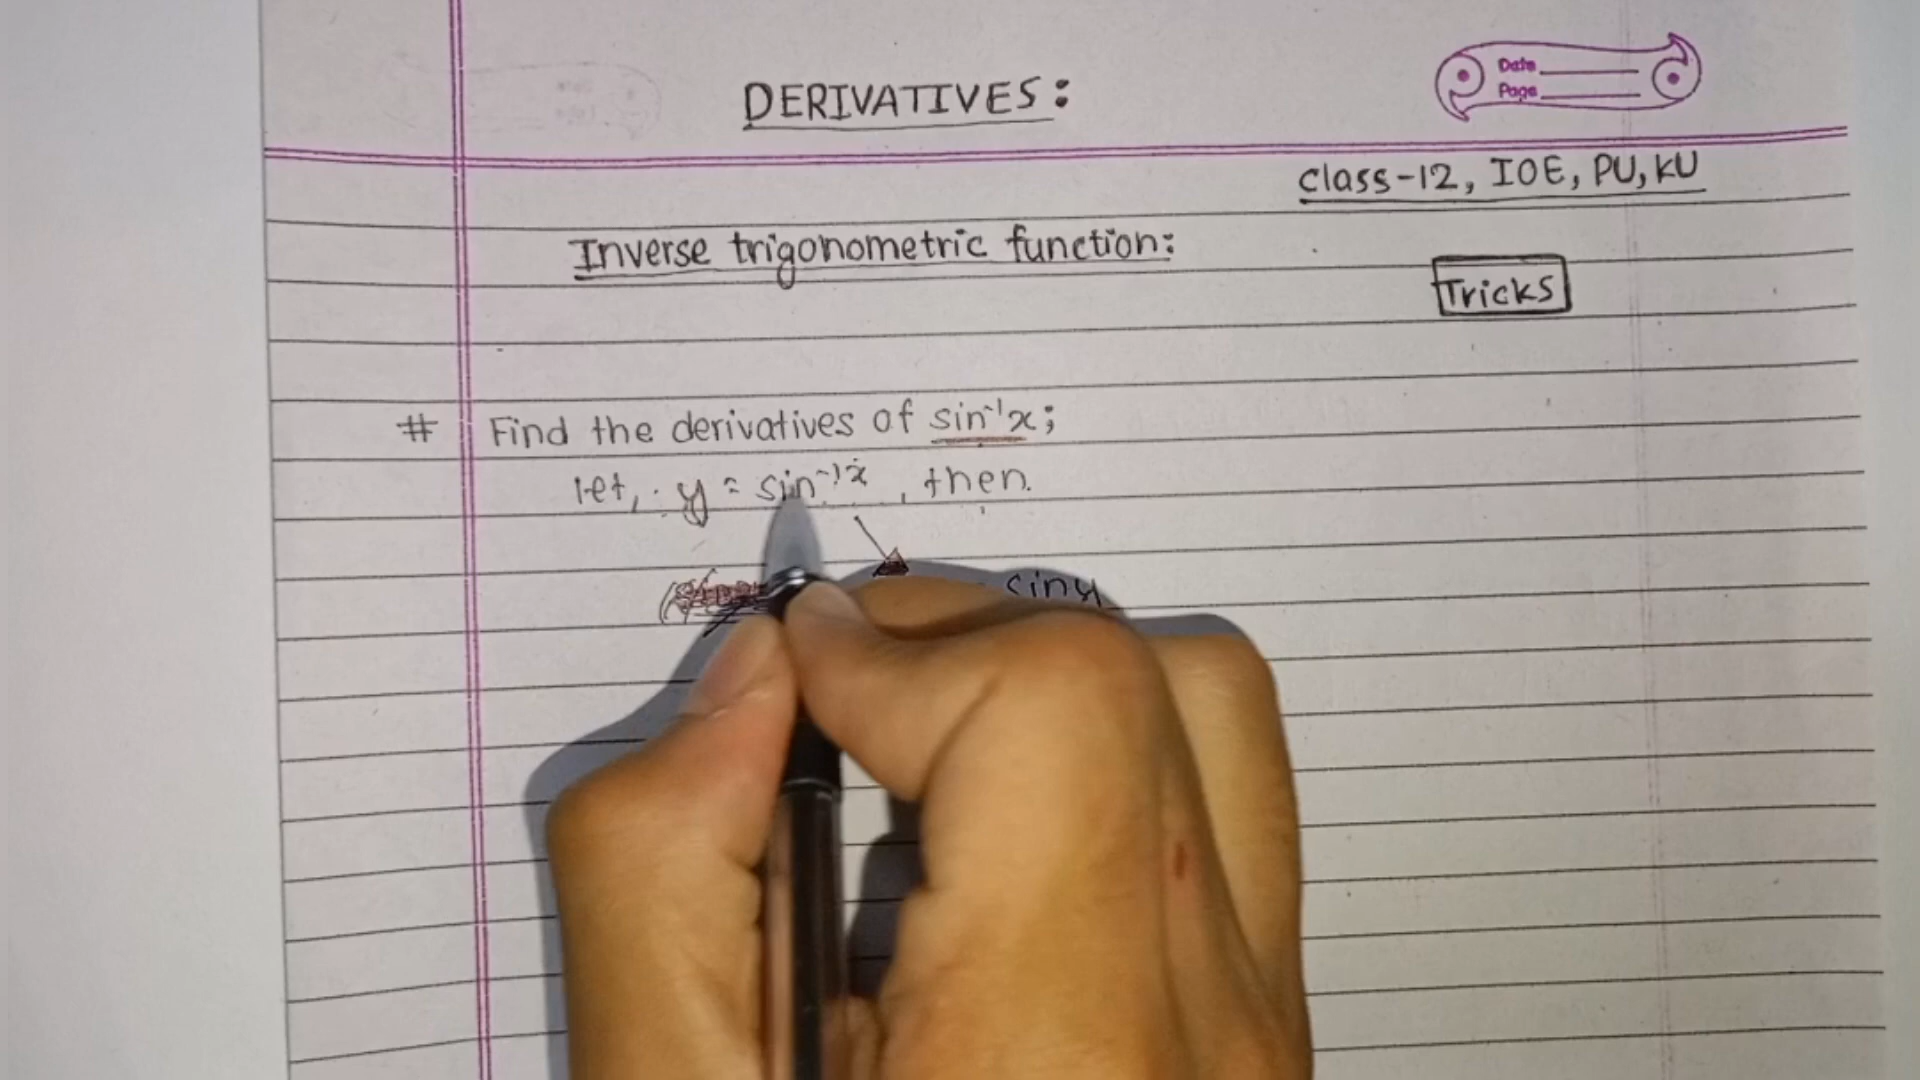 DERIVATIVES:
Date
Page
class-12, IOE, PU, KU
Inverse trigonometric function:
Tricks
# Find the derivatives of sin⁻¹x;
let, y = sin⁻¹x, then.
siny